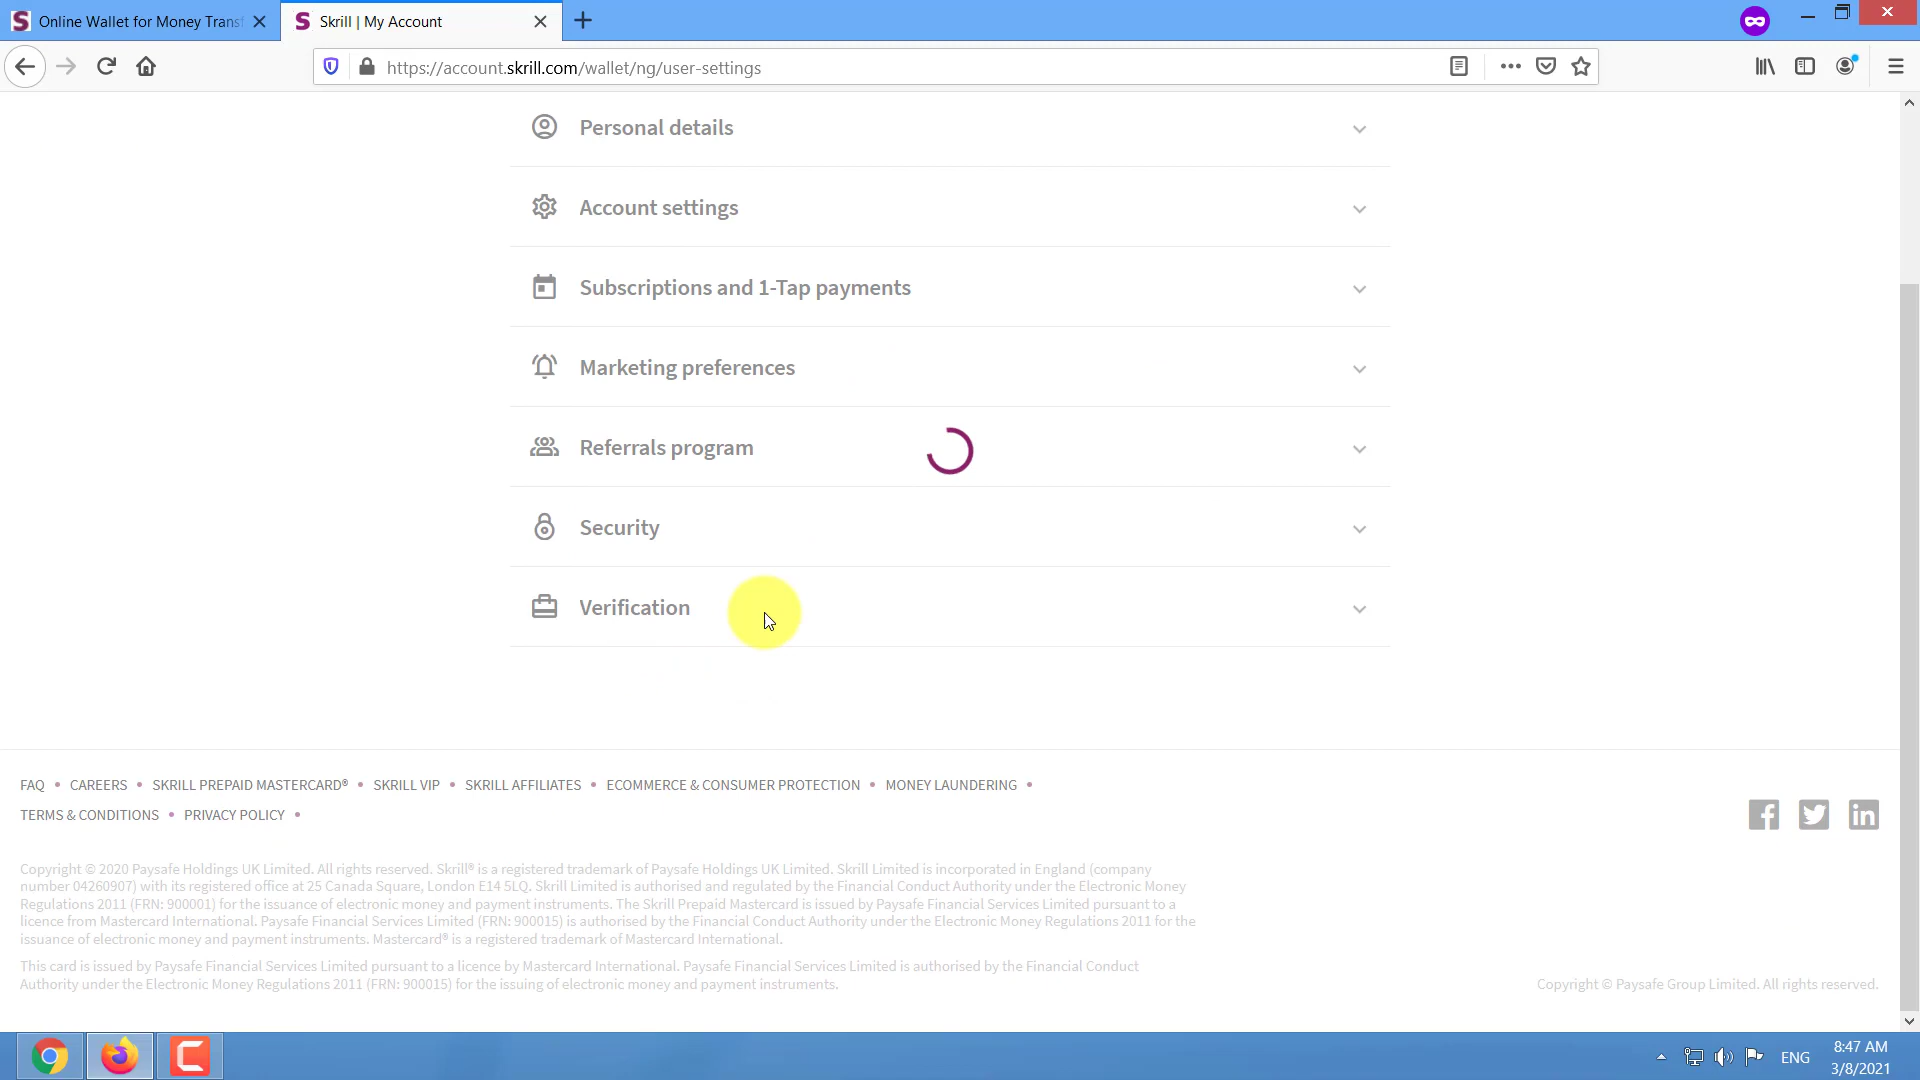 Online Wallet for Money Transf
Skrill | My Account
https://account.skrill.com/wallet/ng/user-settings
Personal details
Account settings
Subscriptions and 1-Tap payments
Marketing preferences
Referrals program
Security
Verification
FAQ • CAREERS • SKRILL PREPAID MASTERCARD® • SKRILL VIP • SKRILL AFFILIATES • ECOMMERCE & CONSUMER PROTECTION • MONEY LAUNDERING •
TERMS & CONDITIONS • PRIVACY POLICY •
Copyright © 2020 Paysafe Holdings UK Limited. All rights reserved. Skrill® is a registered trademark of Paysafe Holdings UK Limited. Skrill Limited is incorporated in England (company
number 04260907) with its registered office at 25 Canada Square, London E14 5LQ. Skrill Limited is authorised and regulated by the Financial Conduct Authority under the Electronic Money
Regulations 2011 (FRN: 900001) for the issuance of electronic money and payment instruments. The Skrill Prepaid Mastercard is issued by Paysafe Financial Services Limited pursuant to a
licence from Mastercard International. Paysafe Financial Services Limited (FRN: 900015) is authorised by the Financial Conduct Authority under the Electronic Money Regulations 2011 for the
issuance of electronic money and payment instruments. Mastercard® is a registered trademark of Mastercard International.
This card is issued by Paysafe Financial Services Limited pursuant to a licence by Mastercard International. Paysafe Financial Services Limited is authorised by the Financial Conduct
Authority under the Electronic Money Regulations 2011 (FRN: 900015) for the issuing of electronic money and payment instruments.
Copyright © Paysafe Group Limited. All rights reserved.
ENG
8:47 AM
3/8/2021